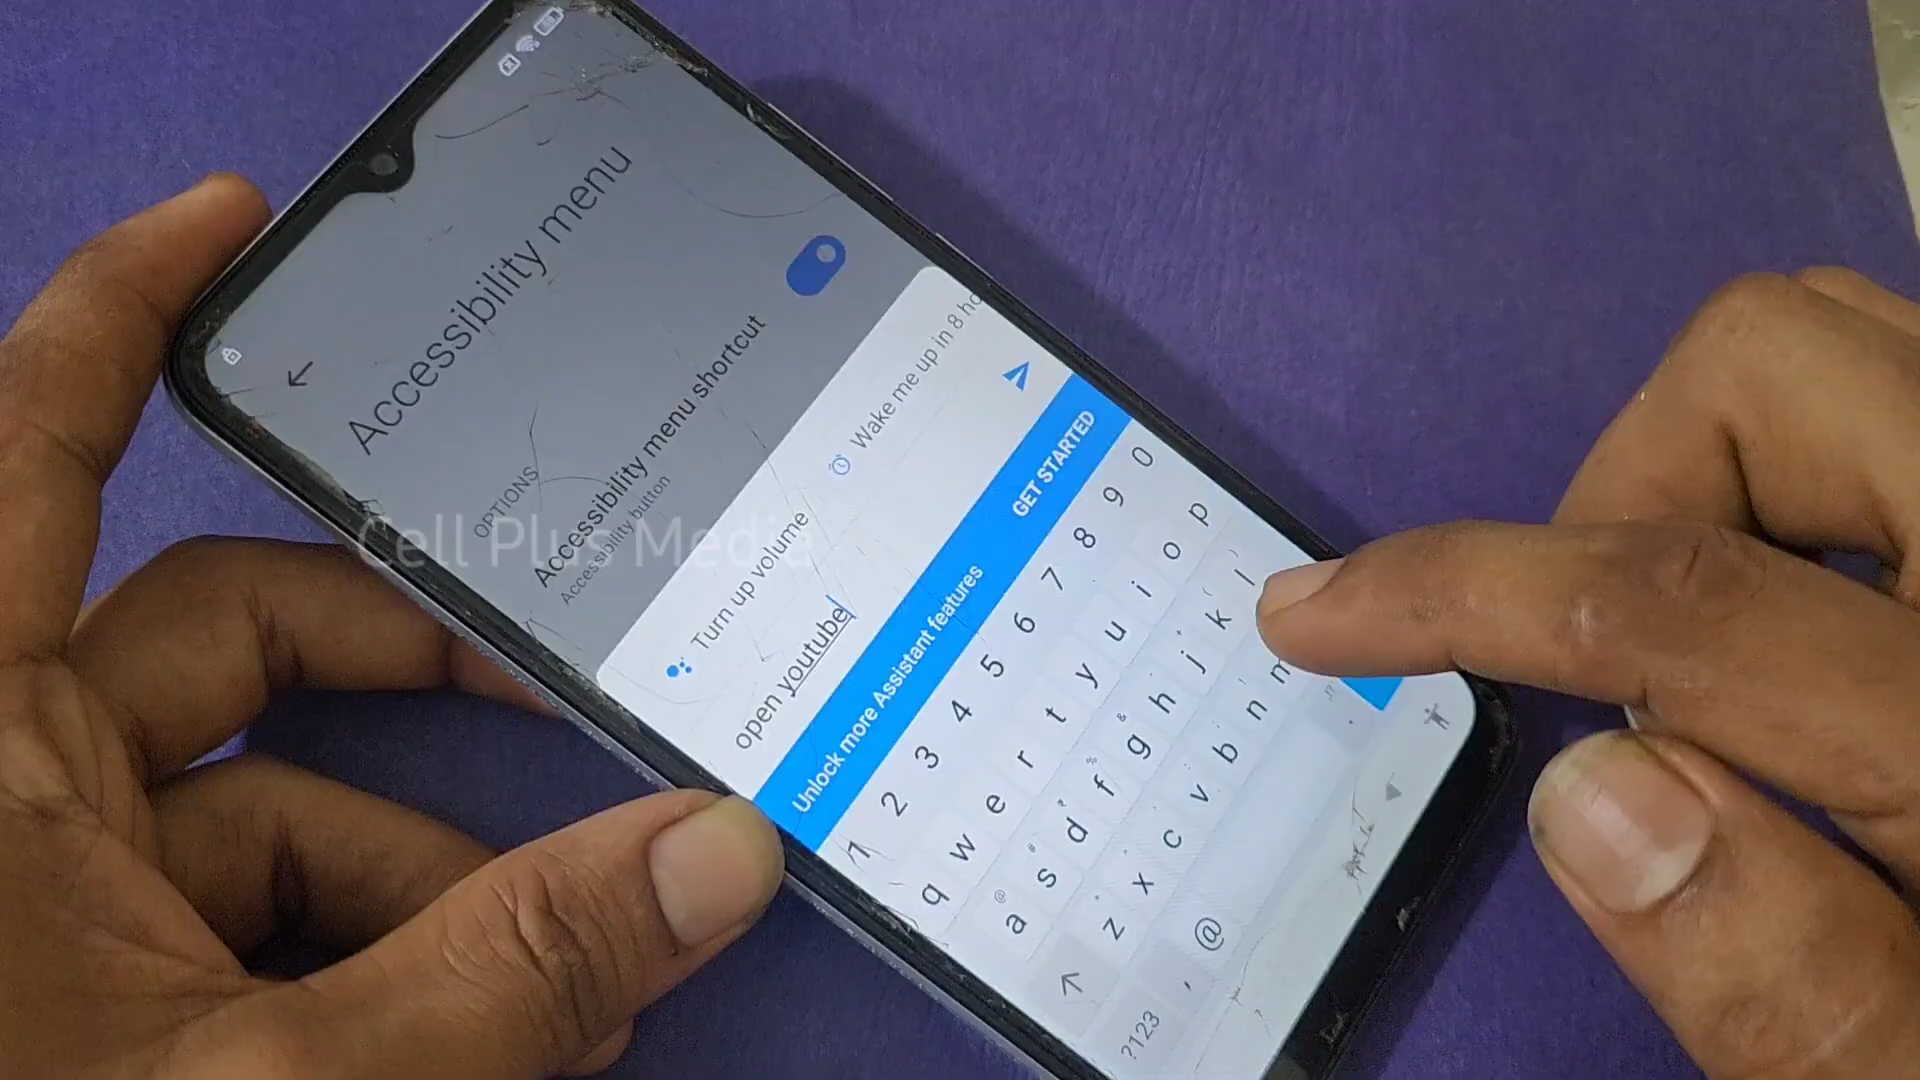 Accessibility menu
OPTIONS
Accessibility menu shortcut
Accessibility button
Cell Plus Media
Turn up volume
Wake me up in 8 ho
open youtube
Unlock more Assistant features
GET STARTED
1 2 3 4 5 6 7 8 9 0
q w e r t y u i o p
a s d f g h j k l
z x c v b n m
?123 , @ .